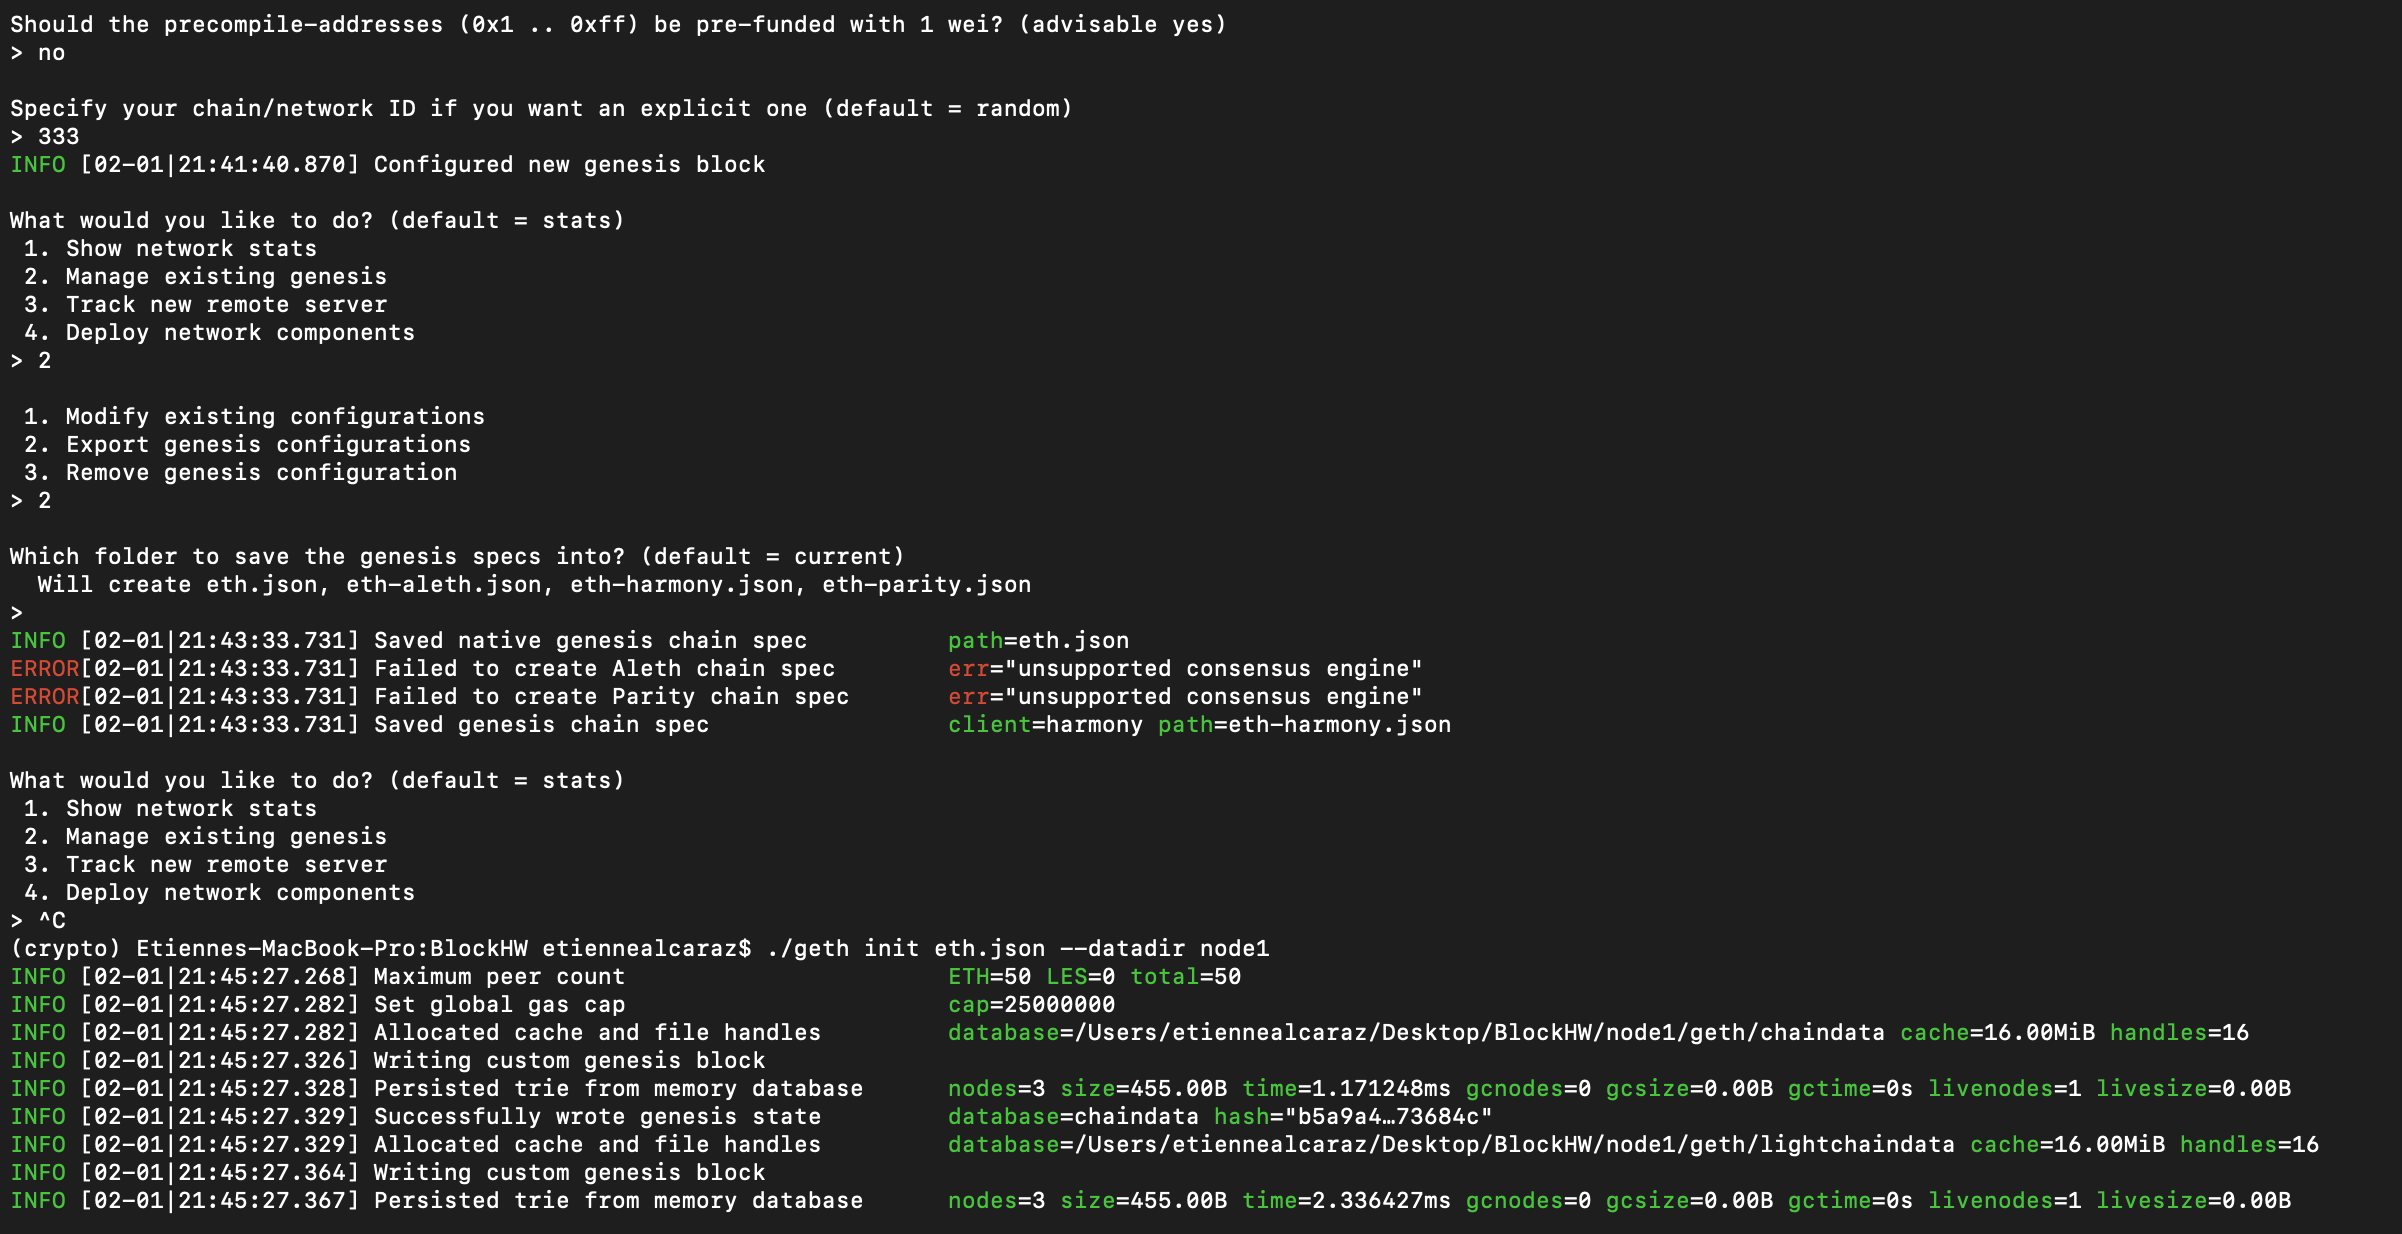 Should the precompile-addresses (0x1 .. 0xff) be pre-funded with 1 wei? (advisable yes)
> no
Specify your chain/network ID if you want an explicit one (default = random)
> 333
INFO [02-01|21:41:40.870] Configured new genesis block
What would you like to do? (default = stats)
 1. Show network stats
 2. Manage existing genesis
 3. Track new remote server
 4. Deploy network components
> 2
 1. Modify existing configurations
 2. Export genesis configurations
 3. Remove genesis configuration
> 2
Which folder to save the genesis specs into? (default = current)
  Will create eth.json, eth-aleth.json, eth-harmony.json, eth-parity.json
>
INFO [02-01|21:43:33.731] Saved native genesis chain spec          path=eth.json
ERROR[02-01|21:43:33.731] Failed to create Aleth chain spec        err="unsupported consensus engine"
ERROR[02-01|21:43:33.731] Failed to create Parity chain spec       err="unsupported consensus engine"
INFO [02-01|21:43:33.731] Saved genesis chain spec                 client=harmony path=eth-harmony.json
What would you like to do? (default = stats)
 1. Show network stats
 2. Manage existing genesis
 3. Track new remote server
 4. Deploy network components
> ^C
(crypto) Etiennes-MacBook-Pro:BlockHW etiennealcaraz$ ./geth init eth.json --datadir node1
INFO [02-01|21:45:27.268] Maximum peer count                       ETH=50 LES=0 total=50
INFO [02-01|21:45:27.282] Set global gas cap                       cap=25000000
INFO [02-01|21:45:27.282] Allocated cache and file handles         database=/Users/etiennealcaraz/Desktop/BlockHW/node1/geth/chaindata cache=16.00MiB handles=16
INFO [02-01|21:45:27.326] Writing custom genesis block
INFO [02-01|21:45:27.328] Persisted trie from memory database      nodes=3 size=455.00B time=1.171248ms gcnodes=0 gcsize=0.00B gctime=0s livenodes=1 livesize=0.00B
INFO [02-01|21:45:27.329] Successfully wrote genesis state         database=chaindata hash="b5a9a4…73684c"
INFO [02-01|21:45:27.329] Allocated cache and file handles         database=/Users/etiennealcaraz/Desktop/BlockHW/node1/geth/lightchaindata cache=16.00MiB handles=16
INFO [02-01|21:45:27.364] Writing custom genesis block
INFO [02-01|21:45:27.367] Persisted trie from memory database      nodes=3 size=455.00B time=2.336427ms gcnodes=0 gcsize=0.00B gctime=0s livenodes=1 livesize=0.00B